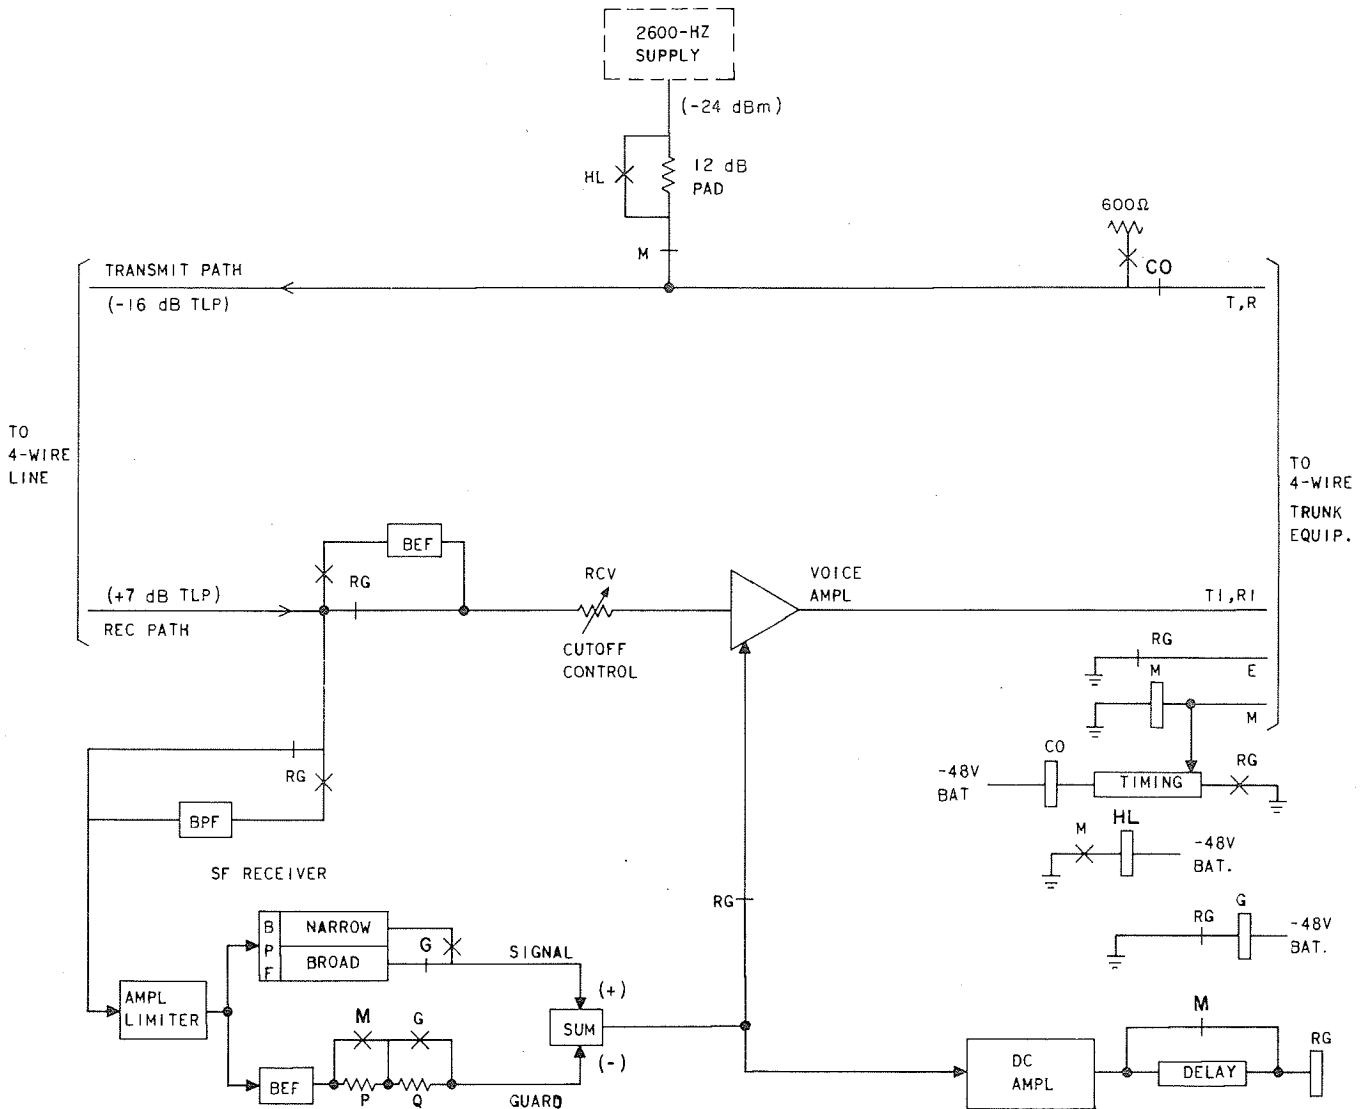 2600-HZ
SUPPLY
(-24 dBm)
HL
12 dB
PAD
M
600Ω
CO
TRANSMIT PATH
(-16 dB TLP)
T,R
TO
4-WIRE
LINE
TO
4-WIRE
TRUNK
EQUIP.
BEF
RG
(+7 dB TLP)
REC PATH
RCV
CUTOFF
CONTROL
VOICE
AMPL
T1,R1
RG
E
M
M
RG
CO
-48V
BAT
TIMING
RG
BPF
M
HL
-48V
BAT.
SF RECEIVER
RG
RG
G
-48V
BAT.
B
P
F
NARROW
BROAD
G
SIGNAL
AMPL
LIMITER
(+)
SUM
(-)
M
G
BEF
P
Q
GUARD
DC
AMPL
M
DELAY
RG